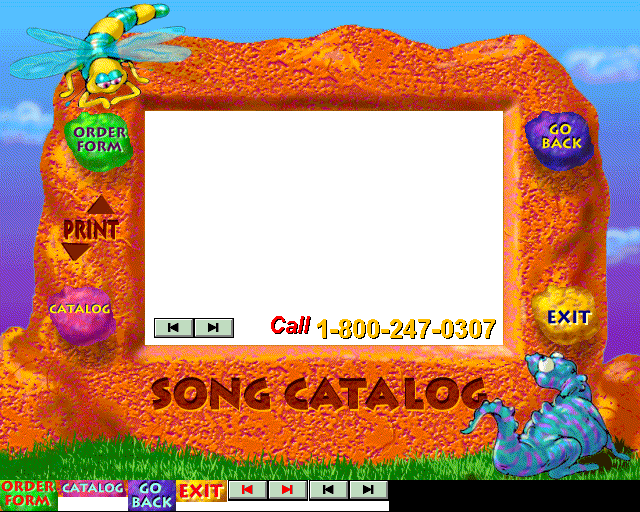 ORDER
FORM
GO
BACK
PRINT
CATALOG
EXIT
Call 1-800-247-0307
SONG CATALOG
ORDER
FORM
CATALOG
GO
BACK
EXIT